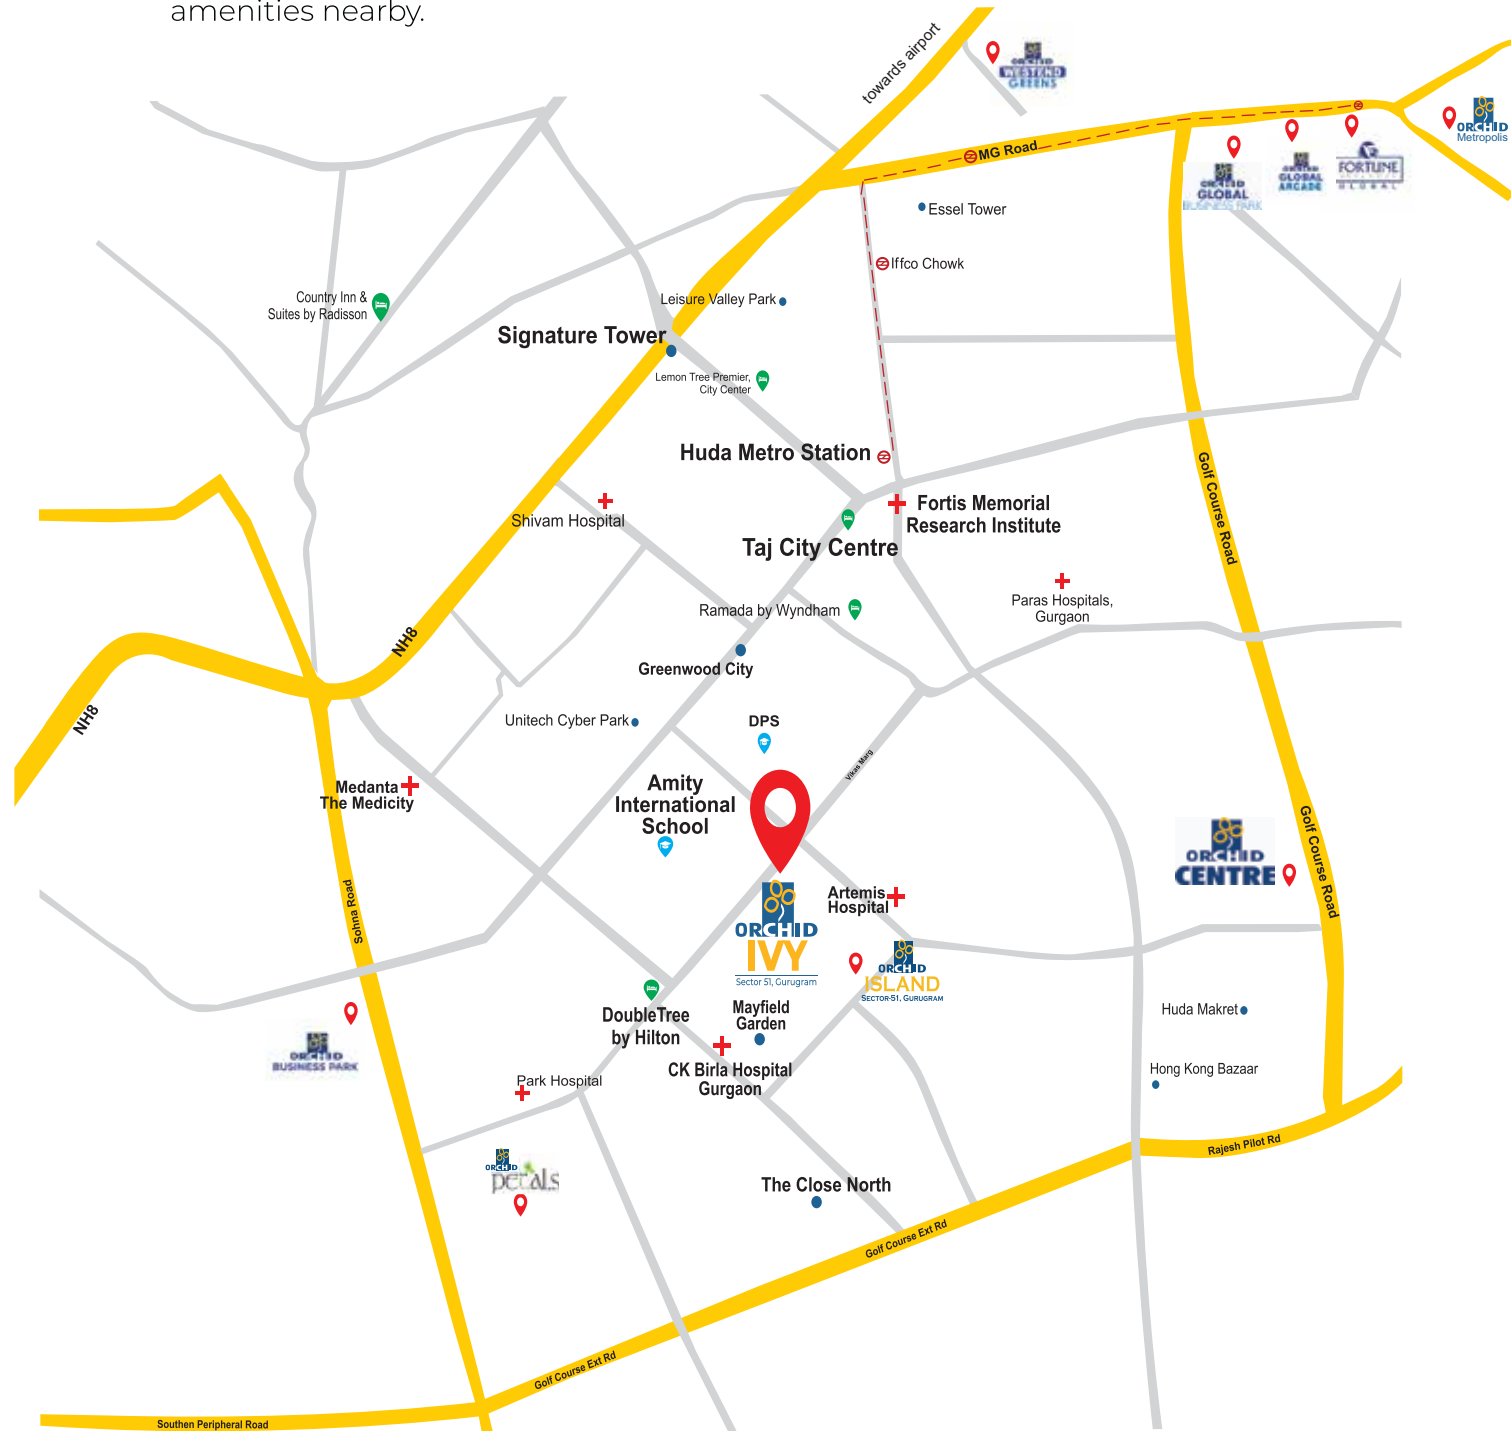 amenities nearby.
towards airport
ORCHID
WESTEND
GREENS
MG Road
ORCHID
Metropolis
ORCHID
GLOBAL
BUSINESS PARK
ORCHID
GLOBAL
ARCADE
FORTUNE
GLOBAL
Essel Tower
Iffco Chowk
Country Inn &
Suites by Radisson
Leisure Valley Park
Signature Tower
Lemon Tree Premier,
City Center
Huda Metro Station
Golf Course Road
Fortis Memorial
Research Institute
Shivam Hospital
Taj City Centre
Paras Hospitals,
Gurgaon
Ramada by Wyndham
NH8
Greenwood City
NH8
Unitech Cyber Park
DPS
Vikas Marg
Medanta
The Medicity
Amity
International
School
Golf Course Road
ORCHID
CENTRE
Sohna Road
Artemis
Hospital
ORCHID
IVY
Sector 51, Gurugram
ORCHID
ISLAND
SECTOR-51, GURUGRAM
DoubleTree
by Hilton
Mayfield
Garden
Huda Makret
ORCHID
BUSINESS PARK
CK Birla Hospital
Gurgaon
Hong Kong Bazaar
Park Hospital
Rajesh Pilot Rd
ORCHID
petals
The Close North
Golf Course Ext Rd
Golf Course Ext Rd
Southen Peripheral Road